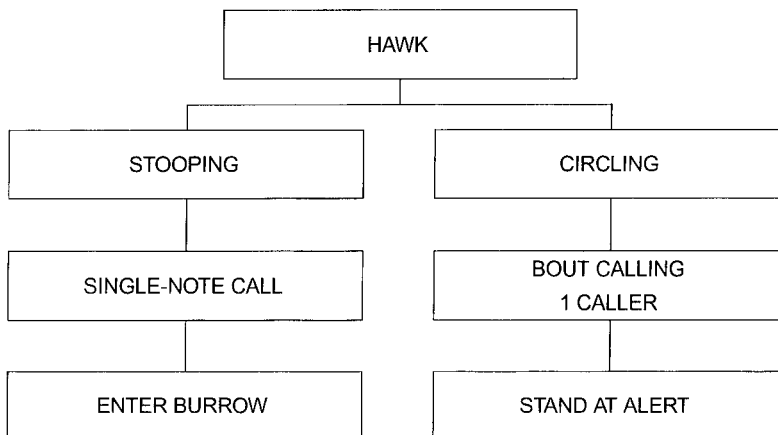 HAWK
STOOPING
CIRCLING
SINGLE-NOTE CALL
BOUT CALLING
1 CALLER
ENTER BURROW
STAND AT ALERT